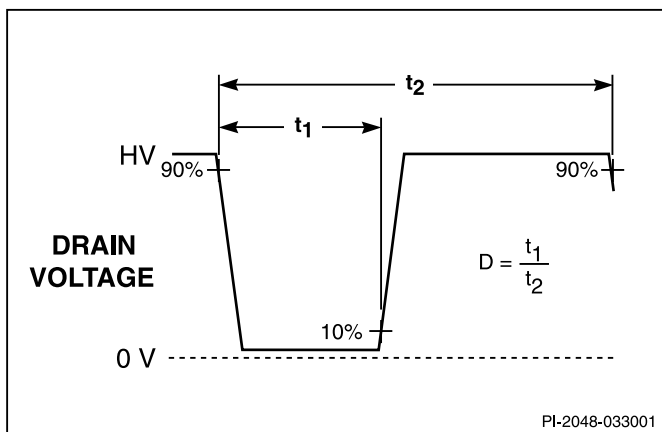 t2
t1
HV
90%
90%
DRAIN
VOLTAGE
D = t1/t2
10%
0 V
PI-2048-033001